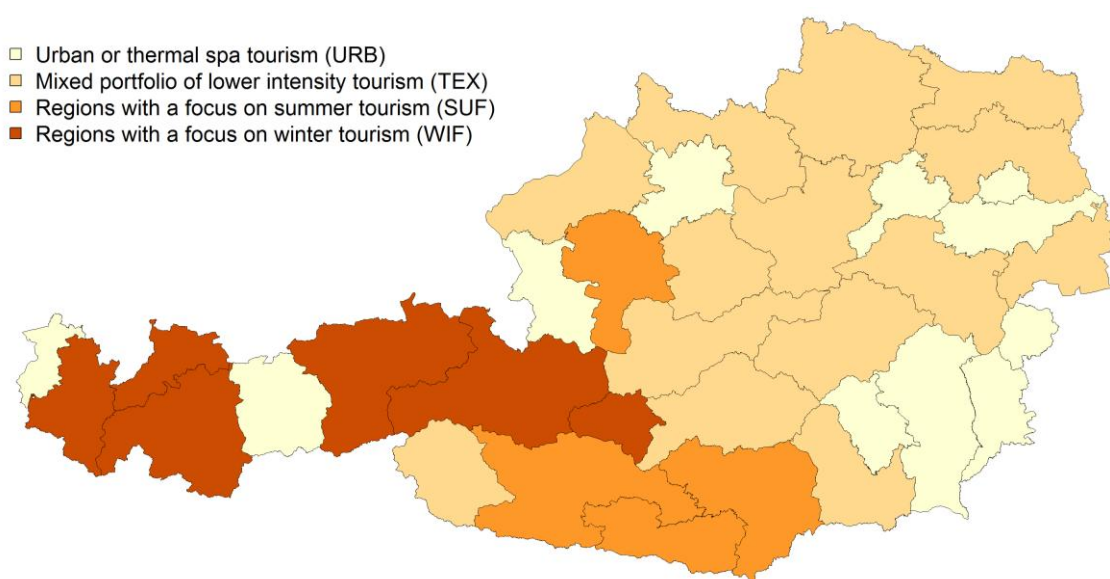 Urban or thermal spa tourism (URB)
Mixed portfolio of lower intensity tourism (TEX)
Regions with a focus on summer tourism (SUF)
Regions with a focus on winter tourism (WIF)